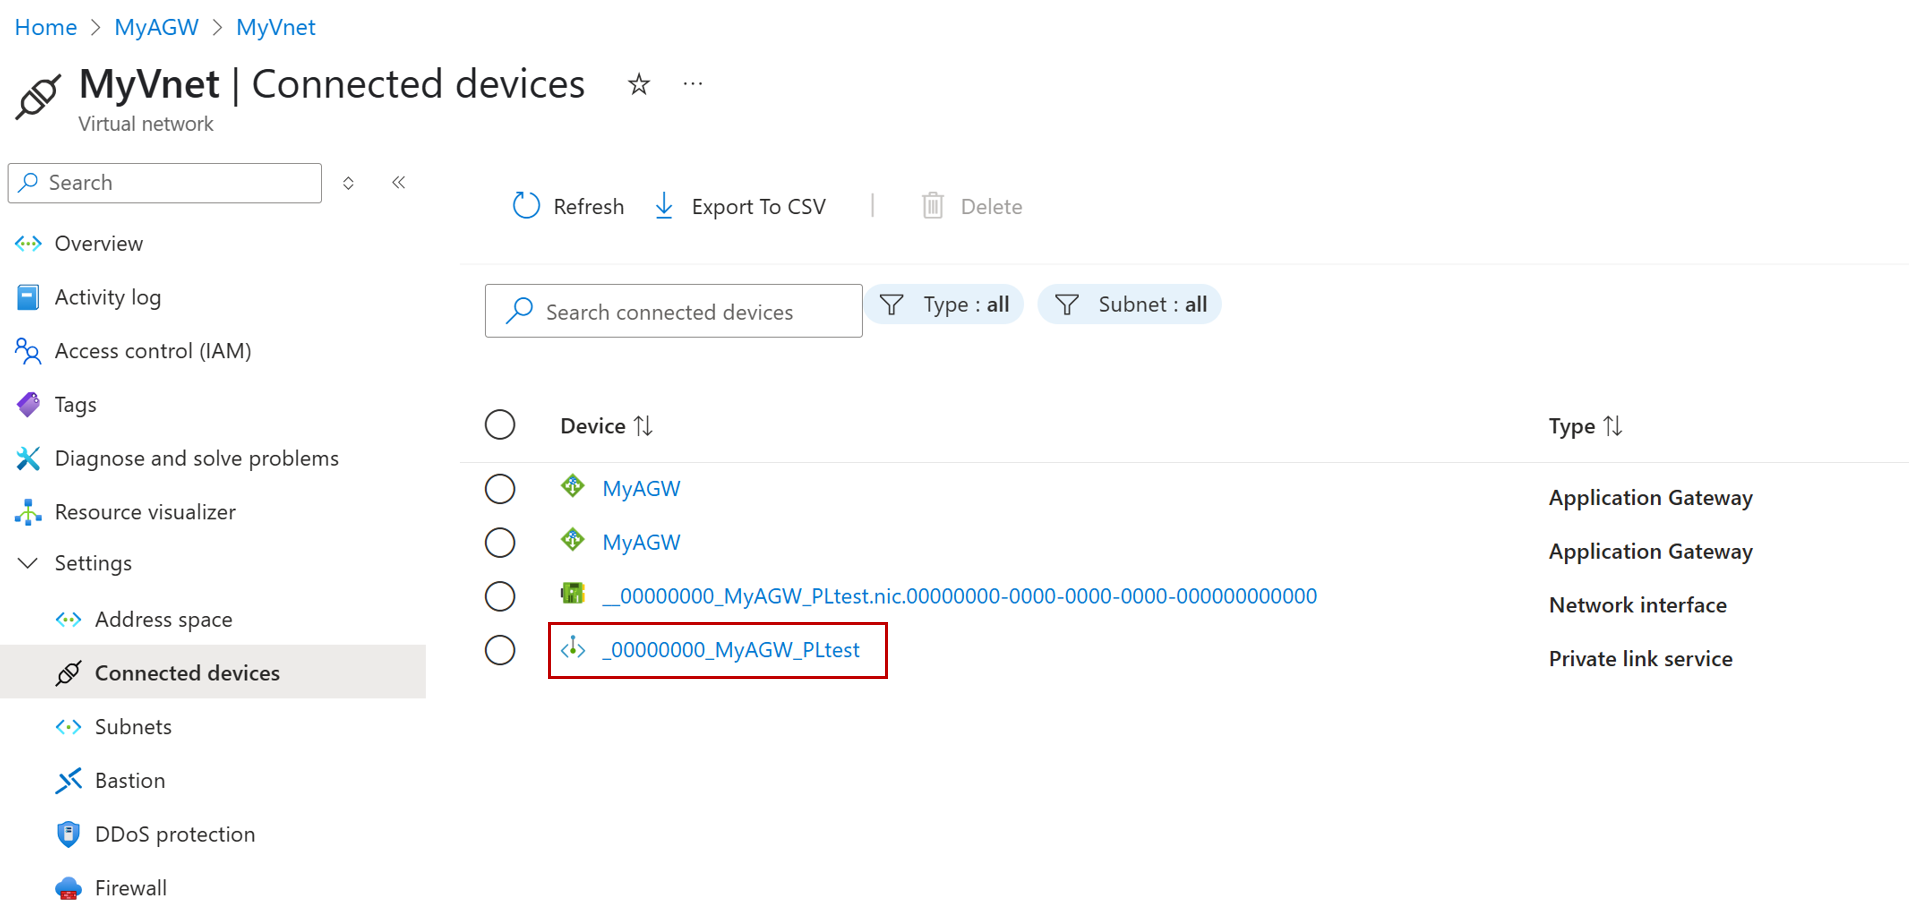 Home > MyAGW > MyVnet
MyVnet | Connected devices
Virtual network
Search
Overview
Activity log
Access control (IAM)
Tags
Diagnose and solve problems
Resource visualizer
Settings
Address space
Connected devices
Subnets
Bastion
DDoS protection
Firewall
Refresh
Export To CSV
Delete
Search connected devices
Type : all
Subnet : all
Device Type
MyAGW Application Gateway
MyAGW Application Gateway
__00000000_MyAGW_PLtest.nic.00000000-0000-0000-0000-000000000000 Network interface
_00000000_MyAGW_PLtest Private link service